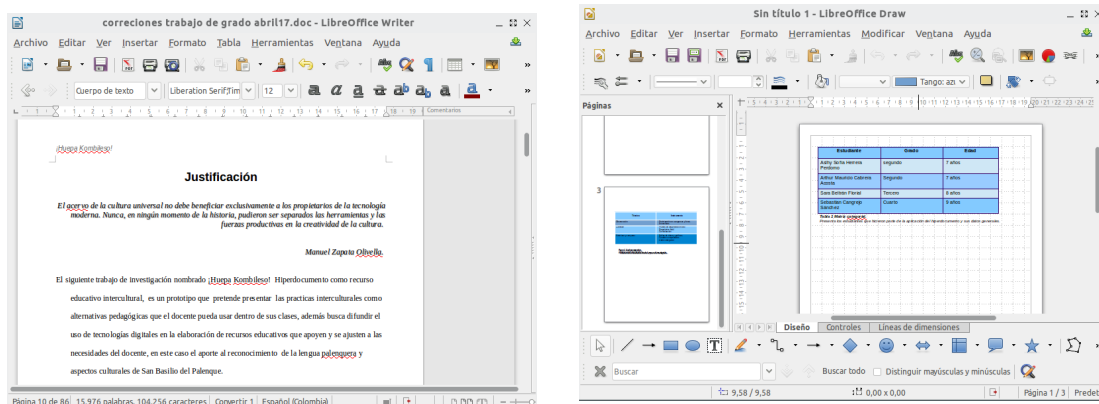 correciones trabajo de grado abril17.doc - LibreOffice Writer
Archivo Editar Ver Insertar Formato Tabla Herramientas Ventana Ayuda
Cuerpo de texto Liberation Serif;Tim 12
Comentarios
¡Huepa Kombileso!
Justificación
El acervo de la cultura universal no debe beneficiar exclusivamente a los propietarios de la tecnología
moderna. Nunca, en ningún momento de la historia, pudieron ser separados las herramientas y las
fuerzas productivas en la creatividad de la cultura.
Manuel Zapata Olivella.
El siguiente trabajo de investigación nombrado ¡Huepa Kombileso! Hiperdocumento como recurso
educativo intercultural, es un prototipo que pretende presentar las practicas interculturales como
alternativas pedagógicas que el docente pueda usar dentro de sus clases, además busca difundir el
uso de tecnologías digitales en la elaboración de recursos educativos que apoyen y se ajusten a las
necesidades del docente, en este caso el aporte al reconocimiento de la lengua palenquera y
aspectos culturales de San Basilio del Palenque.
Página 10 de 86 15.976 palabras, 104.256 caracteres Convertir 1 Español (Colombia)
Sin título 1 - LibreOffice Draw
Archivo Editar Ver Insertar Formato Herramientas Modificar Ventana Ayuda
Tango: az
Páginas
3
Estudiante Grado Edad
Ashly Sofia Herrera Perdomo segundo 7 años
Arthur Mauricio Cabrera Acosta Segundo 7 años
Sara Beltrán Florial Tercero 8 años
Sebastian Cangrejo Sánchez Cuarto 9 años
Diseño Controles Líneas de dimensiones
Buscar Buscar todo Distinguir mayúsculas y minúsculas
9,58 / 9,58 0,00 x 0,00 Página 1 / 3 Predet